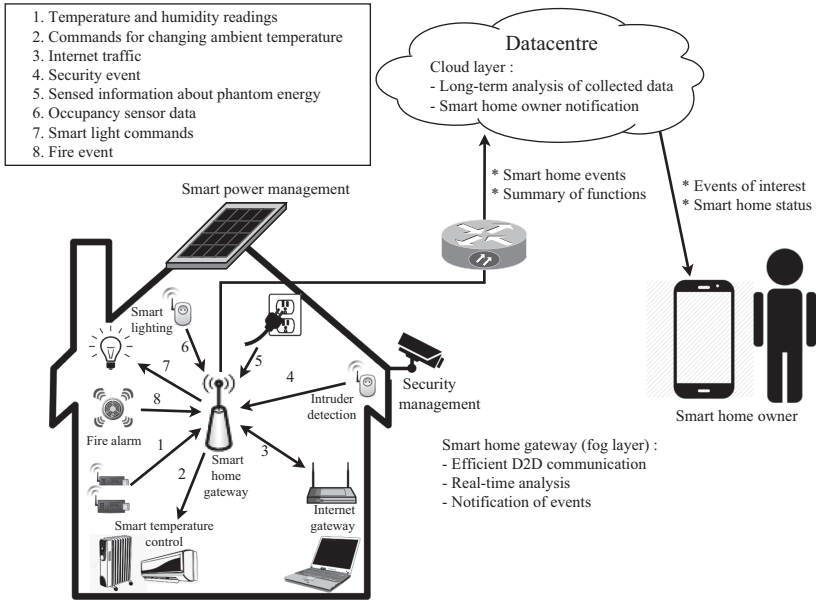 1. Temperature and humidity readings
2. Commands for changing ambient temperature
3. Internet traffic
4. Security event
5. Sensed information about phantom energy
6. Occupancy sensor data
7. Smart light commands
8. Fire event
Datacentre
Cloud layer :
- Long-term analysis of collected data
- Smart home owner notification
* Smart home events
* Summary of functions
* Events of interest
* Smart home status
Smart power management
Smart
lighting
6
5
7
4
8
1
2
3
Fire alarm
Intruder
detection
Security
management
Smart home owner
Smart
home
gateway
Internet
gateway
Smart temperature
control
Smart home gateway (fog layer) :
- Efficient D2D communication
- Real-time analysis
- Notification of events